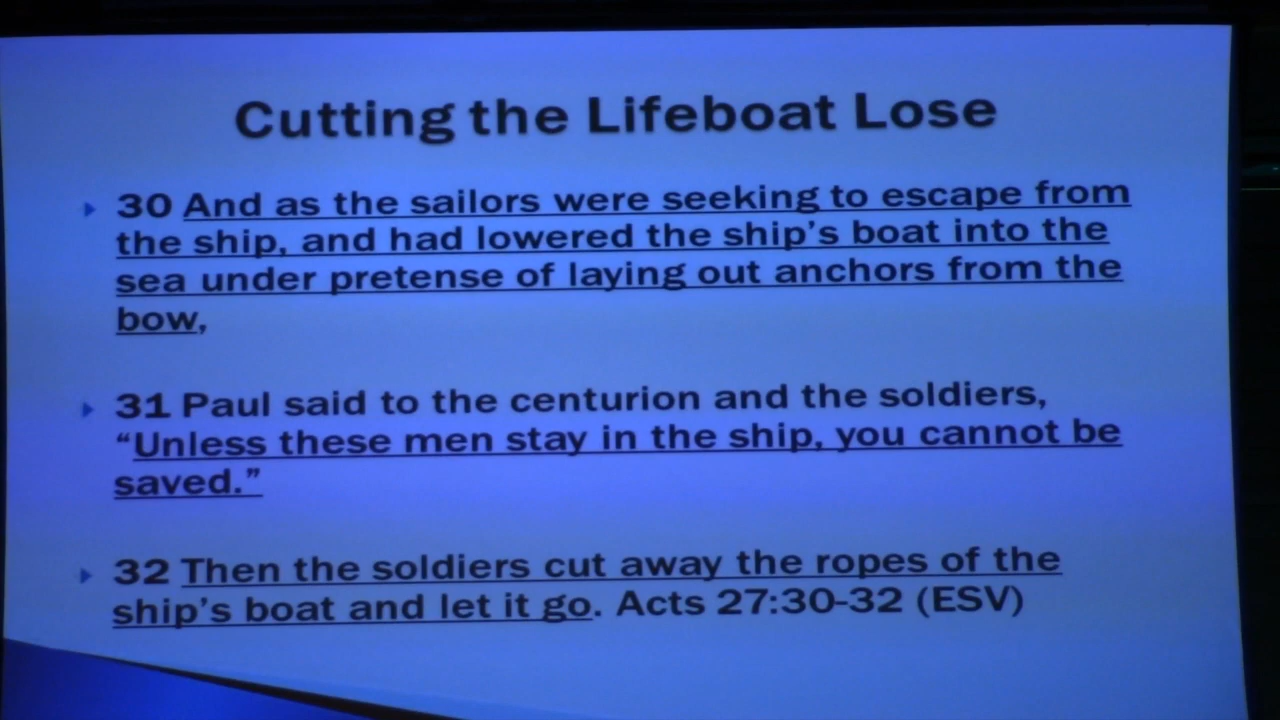 Cutting the Lifeboat Lose
30 And as the sailors were seeking to escape from
the ship, and had lowered the ship's boat into the
sea under pretense of laying out anchors from the
bow,
31 Paul said to the centurion and the soldiers,
“Unless these men stay in the ship, you cannot be
saved.”
32 Then the soldiers cut away the ropes of the
ship's boat and let it go. Acts 27:30-32 (ESV)